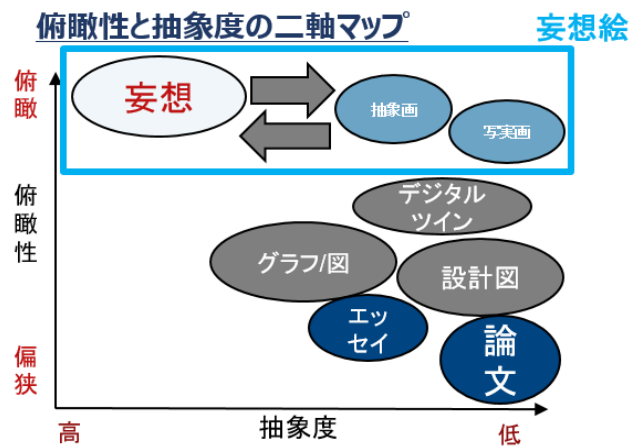 俯瞰性と抽象度の二軸マップ
妄想絵
俯瞰
妄想
抽象画
写実画
俯瞰性
デジタル
ツイン
グラフ/図
設計図
エッ
セイ
論
文
偏狭
高
抽象度
低